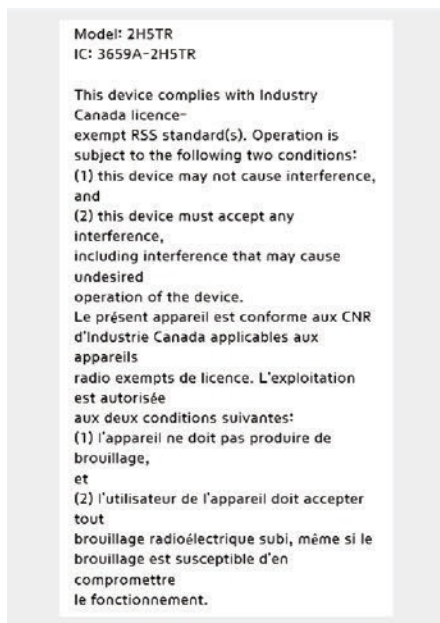 Model: 2H5TR
IC: 3659A-2H5TR
This device complies with Industry
Canada licence-
exempt RSS standard(s). Operation is
subject to the following two conditions:
(1) this device may not cause interference,
and
(2) this device must accept any
interference,
including interference that may cause
undesired
operation of the device.
Le présent appareil est conforme aux CNR
d'Industrie Canada applicables aux
appareils
radio exempts de licence. L'exploitation
est autorisée
aux deux conditions suivantes:
(1) l'appareil ne doit pas produire de
brouillage,
et
(2) l'utilisateur de l'appareil doit accepter
tout
brouillage radioélectrique subi, même si le
brouillage est susceptible d'en
compromettre
le fonctionnement.